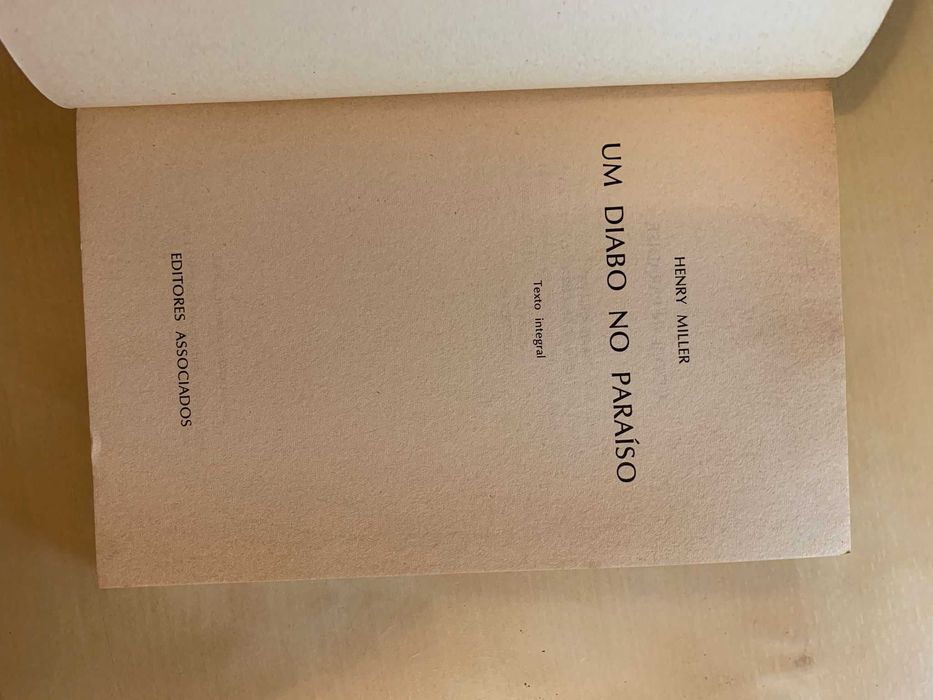 HENRY MILLER
UM DIABO NO PARAÍSO
Texto integral
EDITORES ASSOCIADOS